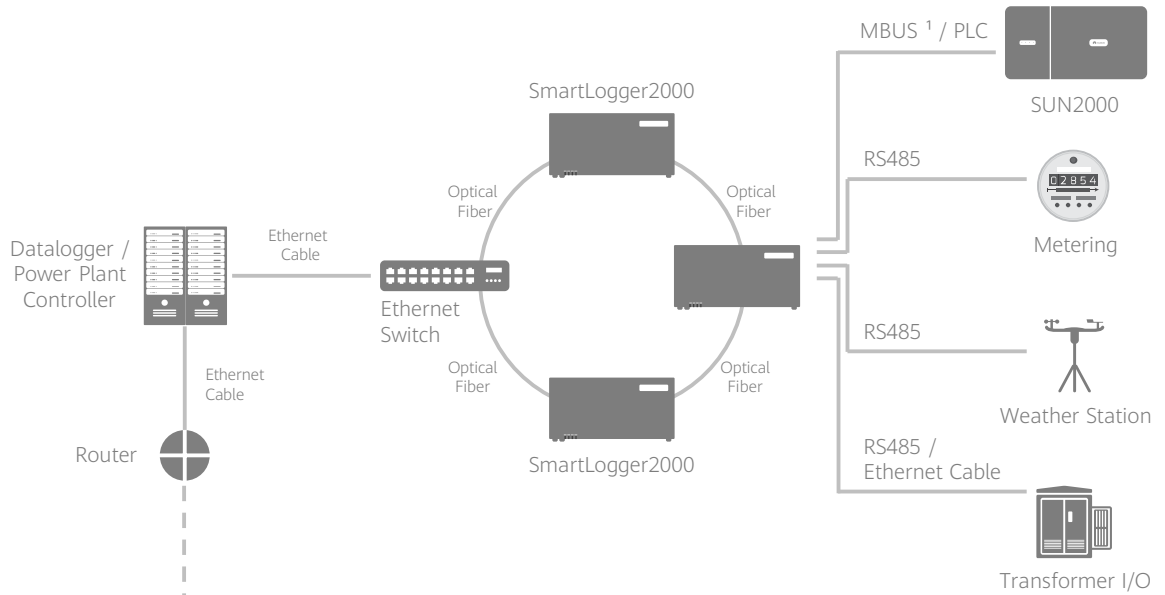 MBUS ¹ / PLC
SUN2000
SmartLogger2000
RS485
02854
Metering
Optical
Fiber
Optical
Fiber
Datalogger /
Power Plant
Controller
Ethernet
Cable
Ethernet
Switch
RS485
Weather Station
Optical
Fiber
Optical
Fiber
Ethernet
Cable
Router
SmartLogger2000
RS485 /
Ethernet Cable
Transformer I/O